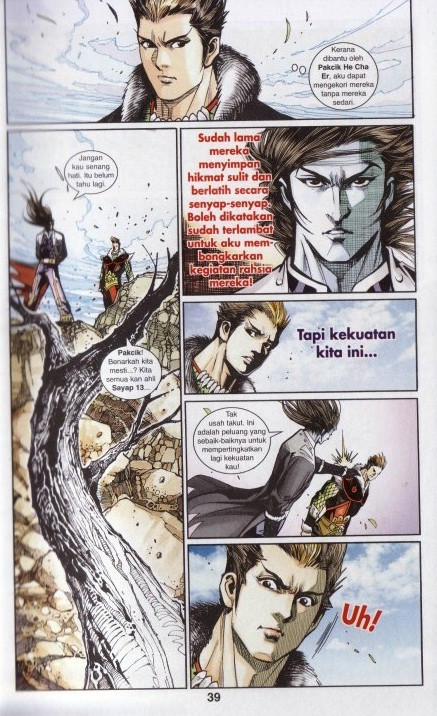 Kerana
dibantu oleh
Pakcik He Cha
Er, aku dapat
mengekori mereka
tanpa mereka
sedari.
Jangan
kau senang
hati. Itu belum
tahu lagi.
Pakcik!
Benarkah kita
mesti...? Kita
semua kan ahli
Sayap 13...
Sudah lama
mereka
menyimpan
hikmat sulit dan
berlatih secara
senyap-senyap.
Boleh dikatakan
sudah terlambat
untuk aku mem-
bongkarkan
kegiatan rahsia
mereka!
Tapi kekuatan
kita ini...
Tak
usah takut. Ini
adalah peluang yang
sebaik-baiknya untuk
mempertingkatkan
lagi kekuatan
kau!
Uh!
39